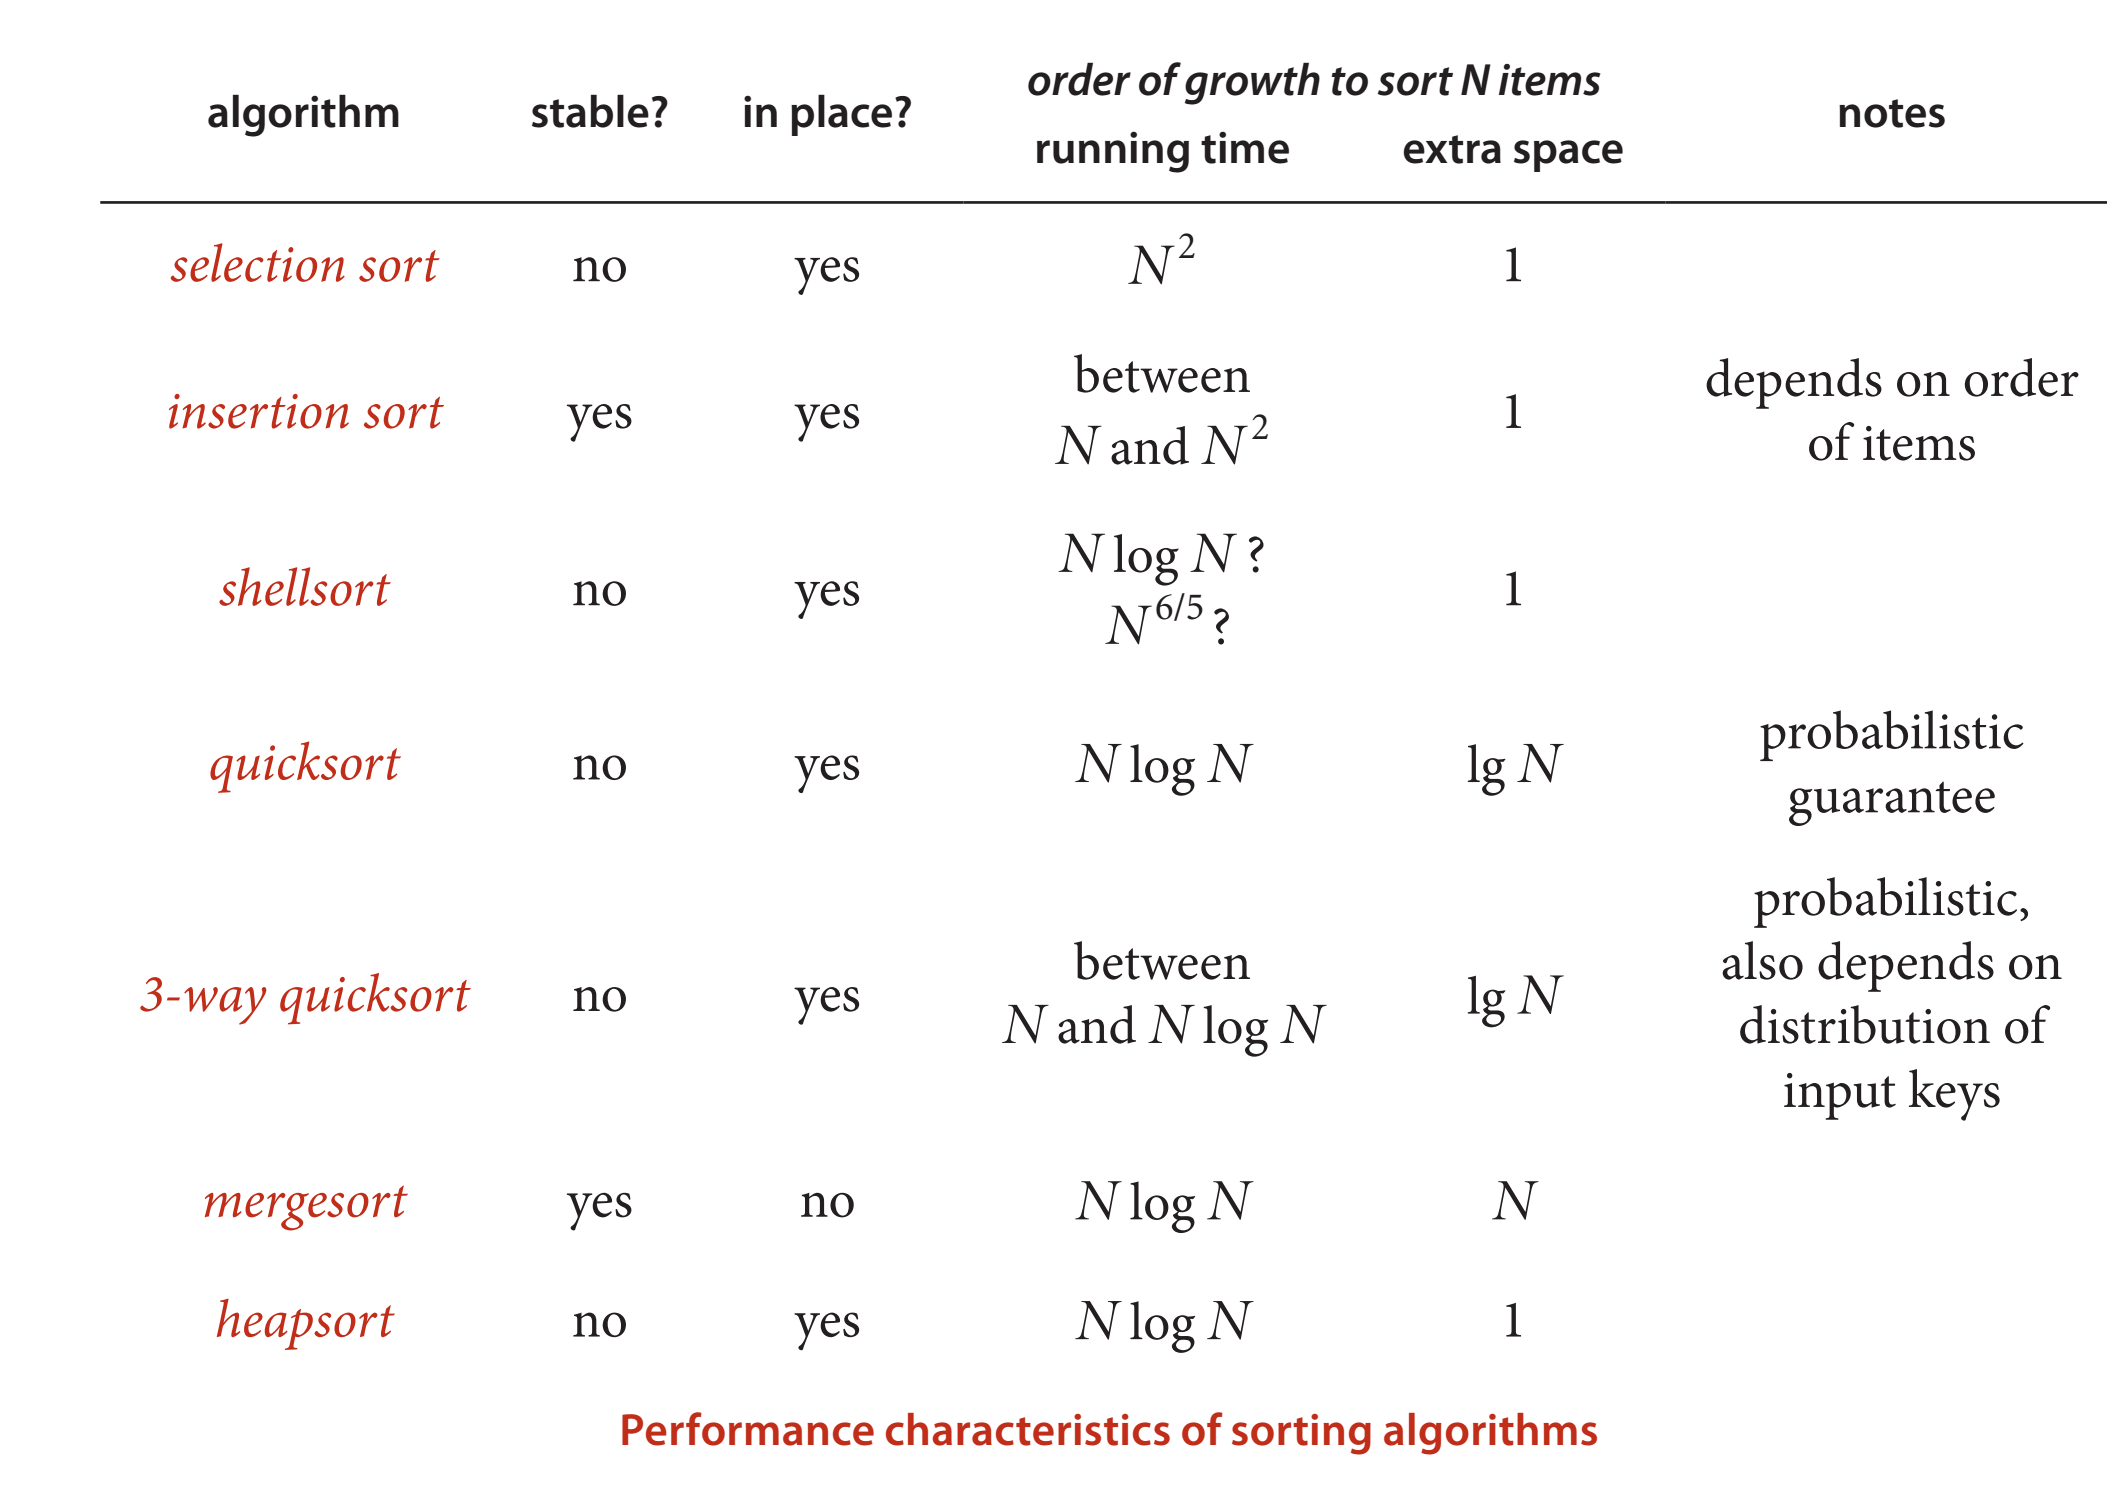 order of growth to sort N items
algorithm stable? in place? running time extra space notes
selection sort no yes N² 1
insertion sort yes yes between N and N² 1 depends on order of items
shellsort no yes N log N ? N^6/5 ? 1
quicksort no yes N log N lg N probabilistic guarantee
3-way quicksort no yes between N and N log N lg N probabilistic, also depends on distribution of input keys
mergesort yes no N log N N
heapsort no yes N log N 1
Performance characteristics of sorting algorithms